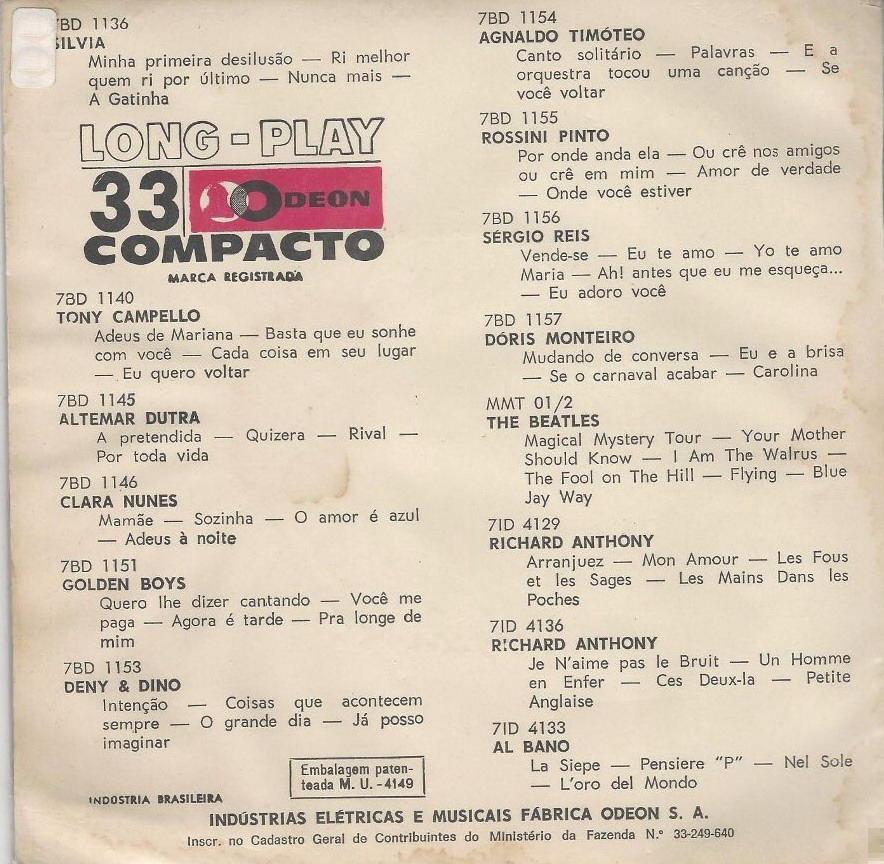 7BD 1136
SILVIA
Minha primeira desilusão — Ri melhor
quem ri por último — Nunca mais —
A Gatinha
LONG-PLAY
33 ODEON
COMPACTO
MARCA REGISTRADA
7BD 1140
TONY CAMPELLO
Adeus de Mariana — Basta que eu sonhe
com você — Cada coisa em seu lugar
— Eu quero voltar
7BD 1145
ALTEMAR DUTRA
A pretendida — Quizera — Rival —
Por toda vida
7BD 1146
CLARA NUNES
Mamãe — Sozinha — O amor é azul
— Adeus à noite
7BD 1151
GOLDEN BOYS
Quero lhe dizer cantando — Você me
paga — Agora é tarde — Pra longe de
mim
7BD 1153
DENY & DINO
Intenção — Coisas que acontecem
sempre — O grande dia — Já posso
imaginar
7BD 1154
AGNALDO TIMÓTEO
Canto solitário — Palavras — E a
orquestra tocou uma canção — Se
você voltar
7BD 1155
ROSSINI PINTO
Por onde anda ela — Ou crê nos amigos
ou crê em mim — Amor de verdade
— Onde você estiver
7BD 1156
SÉRGIO REIS
Vende-se — Eu te amo — Yo te amo
Maria — Ah! antes que eu me esqueça...
— Eu adoro você
7BD 1157
DÓRIS MONTEIRO
Mudando de conversa — Eu e a brisa
— Se o carnaval acabar — Carolina
MMT 01/2
THE BEATLES
Magical Mystery Tour — Your Mother
Should Know — I Am The Walrus —
The Fool on The Hill — Flying — Blue
Jay Way
7ID 4129
RICHARD ANTHONY
Arranjuez — Mon Amour — Les Fous
et les Sages — Les Mains Dans les
Poches
7ID 4136
RICHARD ANTHONY
Je N'aime pas le Bruit — Un Homme
en Enfer — Ces Deux-la — Petite
Anglaise
7ID 4133
AL BANO
La Siepe — Pensiere "P" — Nel Sole
— L'oro del Mondo
Embalagem paten-
teada M. U. -4149
INDÚSTRIA BRASILEIRA
INDÚSTRIAS ELÉTRICAS E MUSICAIS FÁBRICA ODEON S. A.
Inscr. no Cadastro Geral de Contribuintes do Ministério da Fazenda N.º 33-249-640